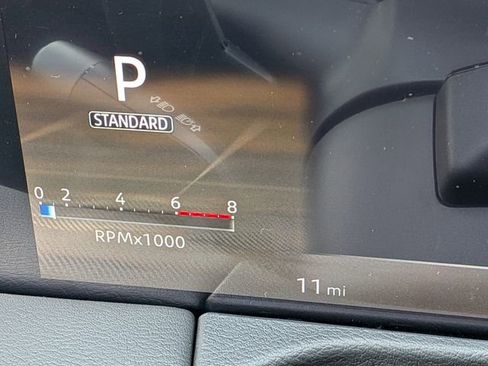 P
STANDARD
0 2 4 6 8
RPMx1000
11 mi